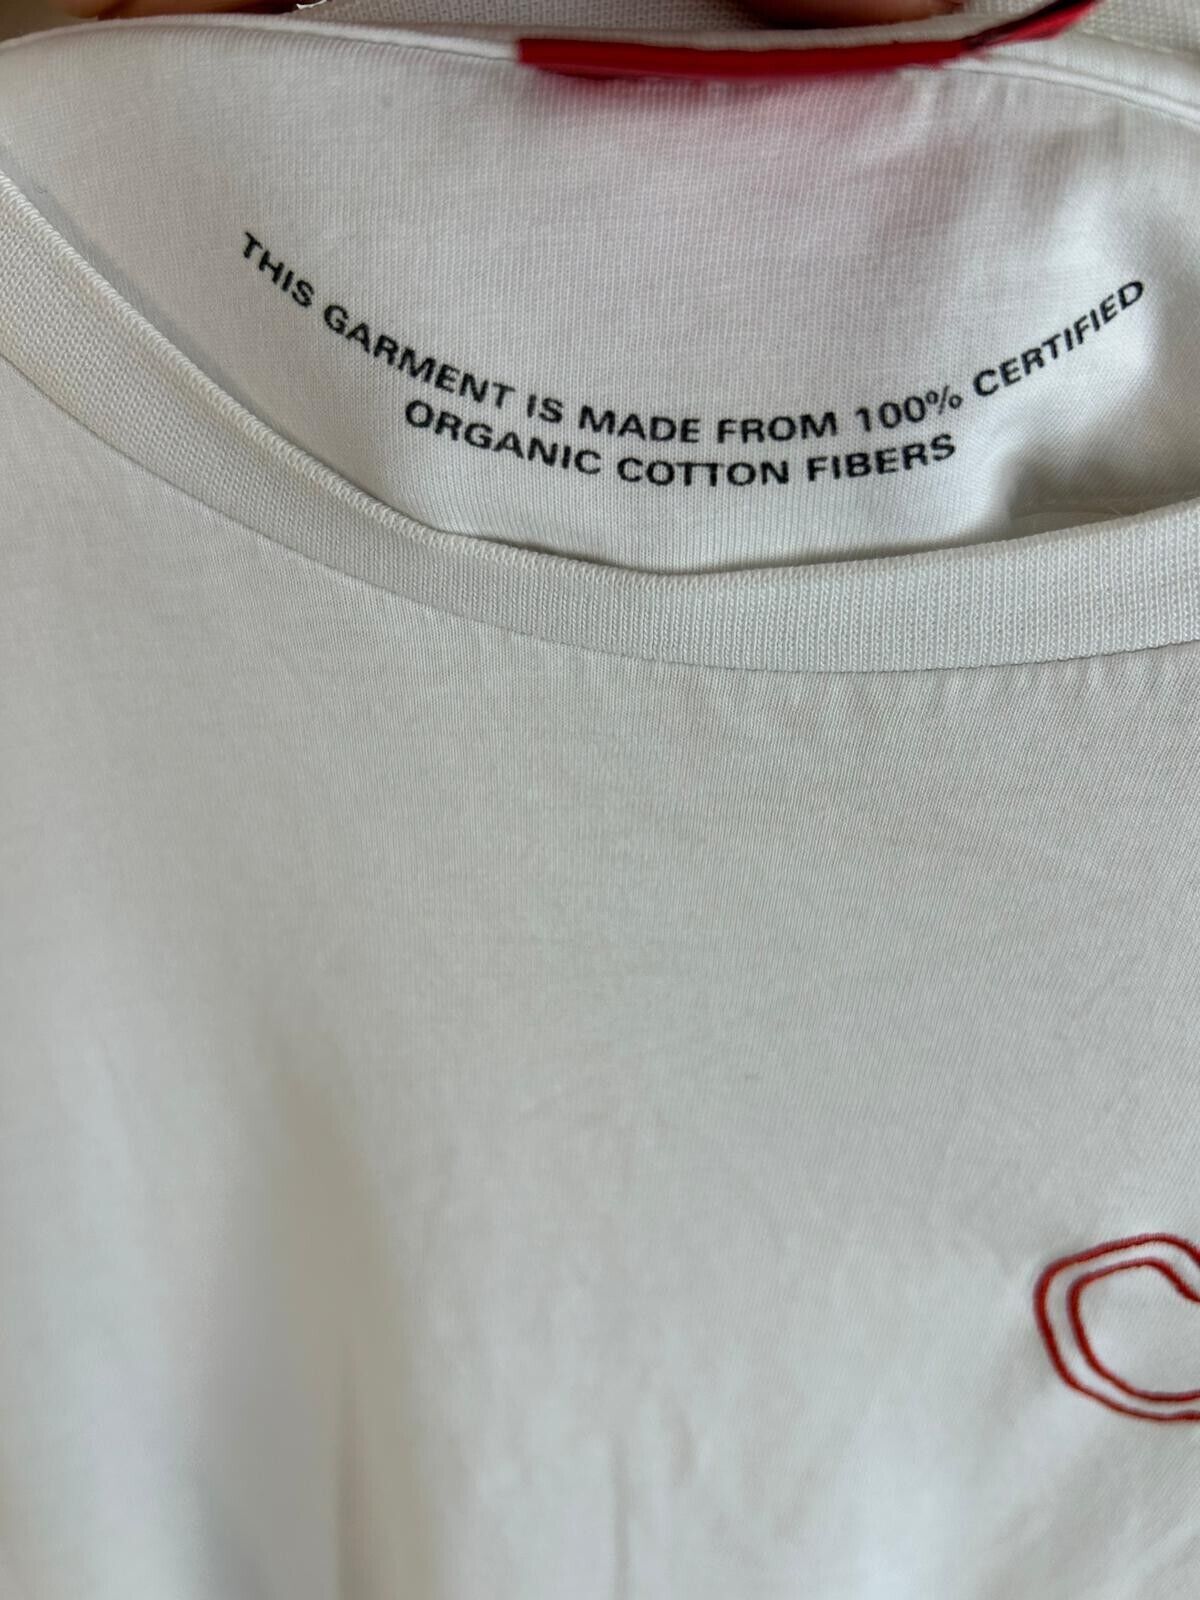 THIS GARMENT IS MADE FROM 100% CERTIFIED
ORGANIC COTTON FIBERS